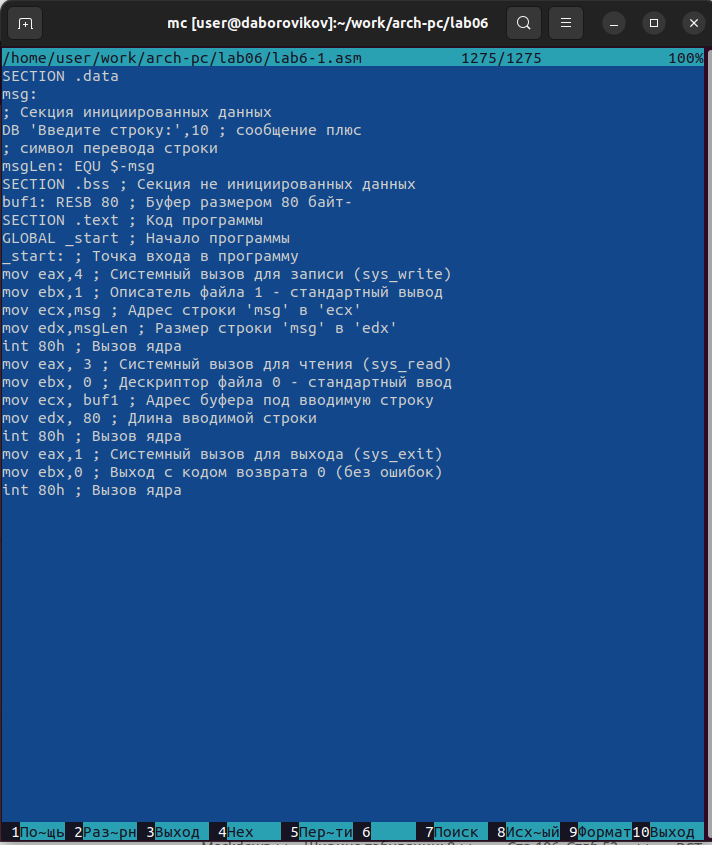 mc [user@daborovikov]:~/work/arch-pc/lab06
/home/user/work/arch-pc/lab06/lab6-1.asm 1275/1275 100%
SECTION .data
msg:
; Секция инициированных данных
DB 'Введите строку:',10 ; сообщение плюс
; символ перевода строки
msgLen: EQU $-msg
SECTION .bss ; Секция не инициированных данных
buf1: RESB 80 ; Буфер размером 80 байт-
SECTION .text ; Код программы
GLOBAL _start ; Начало программы
_start: ; Точка входа в программу
mov eax,4 ; Системный вызов для записи (sys_write)
mov ebx,1 ; Описатель файла 1 - стандартный вывод
mov ecx,msg ; Адрес строки 'msg' в 'ecx'
mov edx,msgLen ; Размер строки 'msg' в 'edx'
int 80h ; Вызов ядра
mov eax, 3 ; Системный вызов для чтения (sys_read)
mov ebx, 0 ; Дескриптор файла 0 - стандартный ввод
mov ecx, buf1 ; Адрес буфера под вводимую строку
mov edx, 80 ; Длина вводимой строки
int 80h ; Вызов ядра
mov eax,1 ; Системный вызов для выхода (sys_exit)
mov ebx,0 ; Выход с кодом возврата 0 (без ошибок)
int 80h ; Вызов ядра
1По~щь 2Раз~рн 3Выход 4Hex 5Пер~ти 6 7Поиск 8Исх~ый 9Формат 10Выход